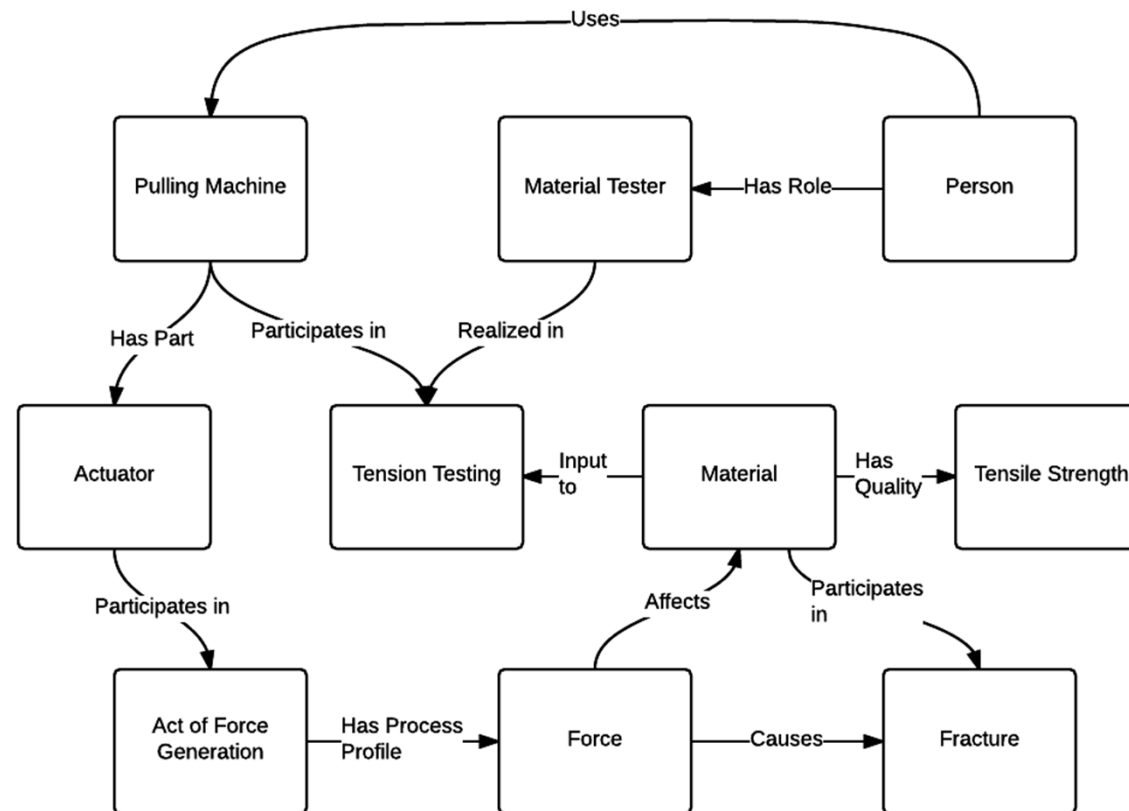 Uses
Pulling Machine
Material Tester
Has Role
Person
Has Part
Participates in
Realized in
Actuator
Tension Testing
Input
to
Material
Has
Quality
Tensile Strength
Participates in
Affects
Participates
in
Act of Force
Generation
Has Process
Profile
Force
Causes
Fracture